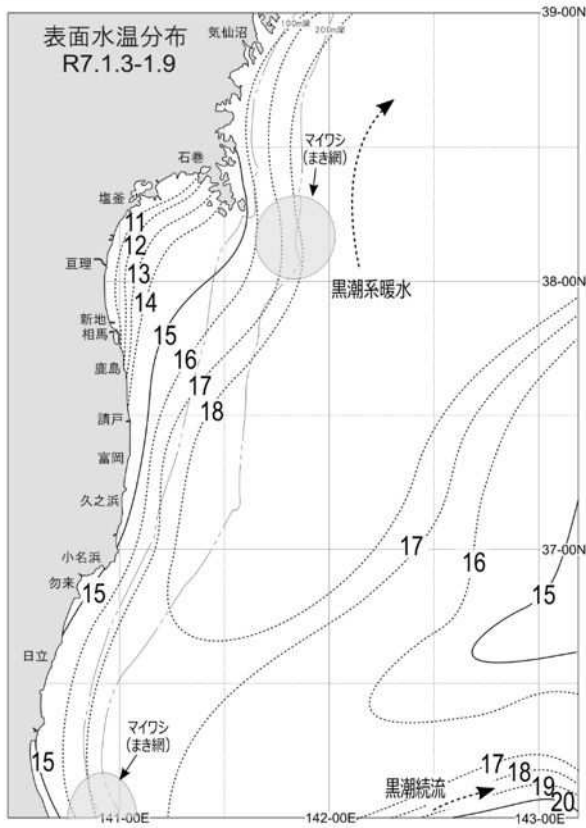 39-00N
表面水温分布
R7.1.3-1.9
気仙沼
100m深
200m深
マイワシ
(まき網)
石巻
塩釜
11
12
亘理
13
38-00N
黒潮系暖水
14
新地
相馬
15
16
鹿島
17
18
請戸
富岡
久之浜
37-00N
17
16
小名浜
勿来
15
15
日立
マイワシ
(まき網)
15
17
18
黒潮続流
19
20
141-00E
142-00E
143-00E